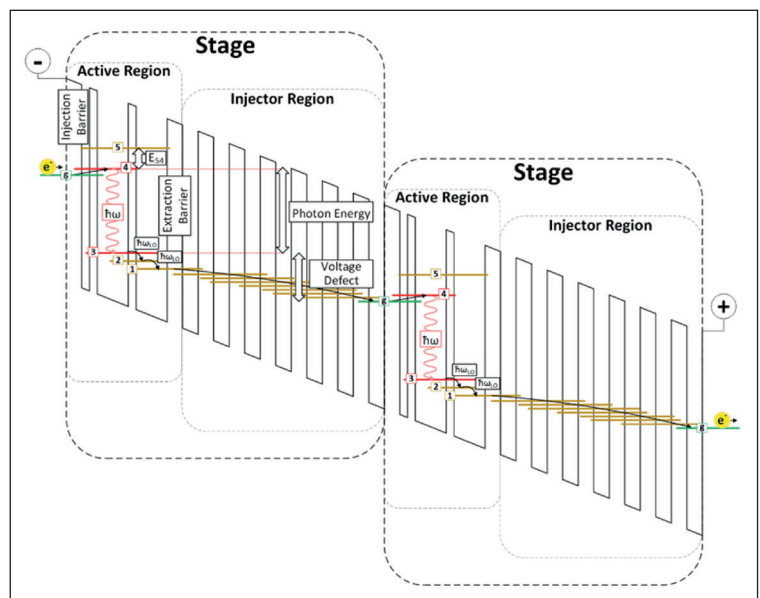 Stage
-
Active Region
Injector Region
Injection Barrier
5
E54
e-
g
4
Extraction
Barrier
ħω
Photon Energy
3
ħωLO
ħωLO
2
1
Voltage
Defect
g
Stage
Active Region
Injector Region
5
+
4
ħω
3
ħωLO
ħωLO
2
1
g
e-